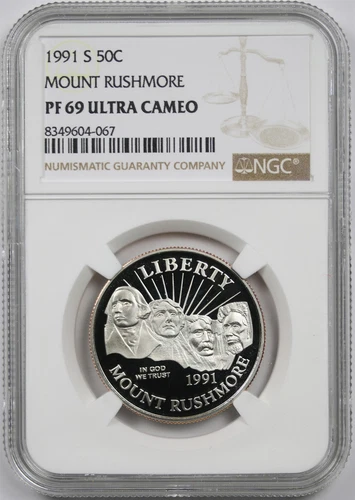 1991 S 50C
MOUNT RUSHMORE
PF 69 ULTRA CAMEO
8349604-067
NUMISMATIC GUARANTY COMPANY NGC®
LIBERTY
IN GOD
WE TRUST
1991
MOUNT RUSHMORE